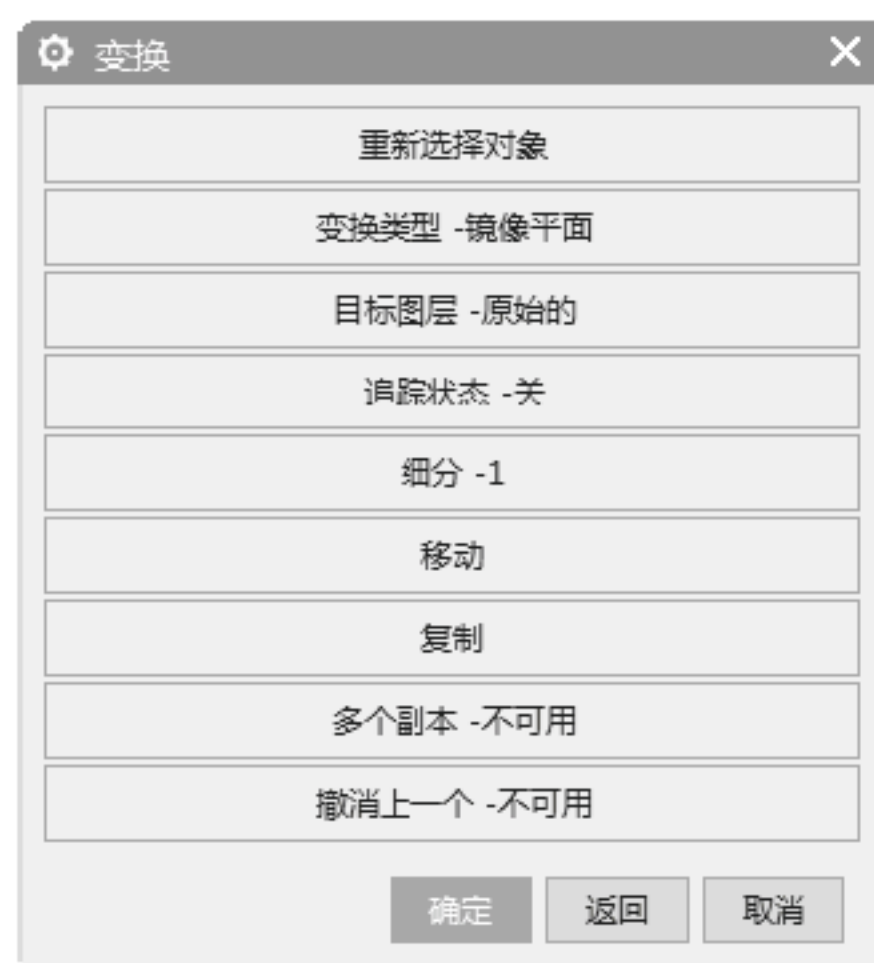 变换
重新选择对象
变换类型 -镜像平面
目标图层 -原始的
追踪状态 -关
细分 -1
移动
复制
多个副本 -不可用
撤消上一个 -不可用
确定 返回 取消